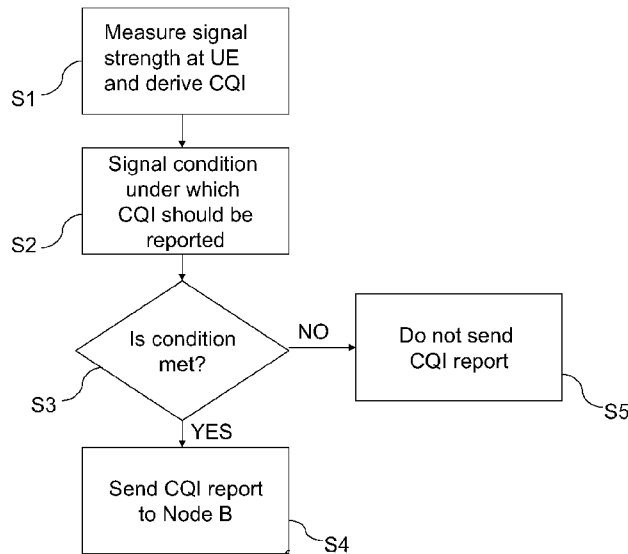 Measure signal
strength at UE
and derive CQI
S1
Signal condition
under which
CQI should be
reported
S2
Is condition
met?
S3
NO
Do not send
CQI report
S5
YES
Send CQI report
to Node B
S4